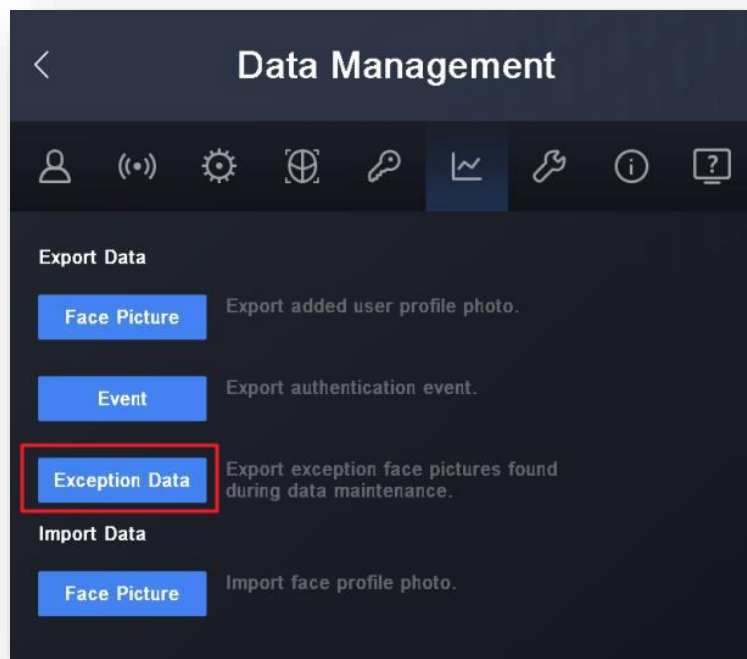 Data Management
Export Data
Face Picture
Export added user profile photo.
Event
Export authentication event.
Exception Data
Export exception face pictures found
during data maintenance.
Import Data
Face Picture
Import face profile photo.